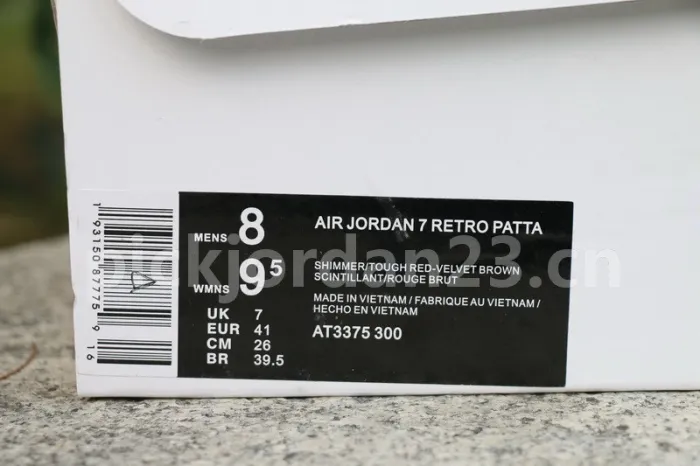 MENS 8
WMNS 9⁵
UK 7
EUR 41
CM 26
BR 39.5
AIR JORDAN 7 RETRO PATTA
SHIMMER/TOUGH RED-VELVET BROWN
SCINTILLANT/ROUGE BRUT
MADE IN VIETNAM / FABRIQUE AU VIETNAM /
HECHO EN VIETNAM
AT3375 300
1 93150 87775 9 16
pickjordan23.cn